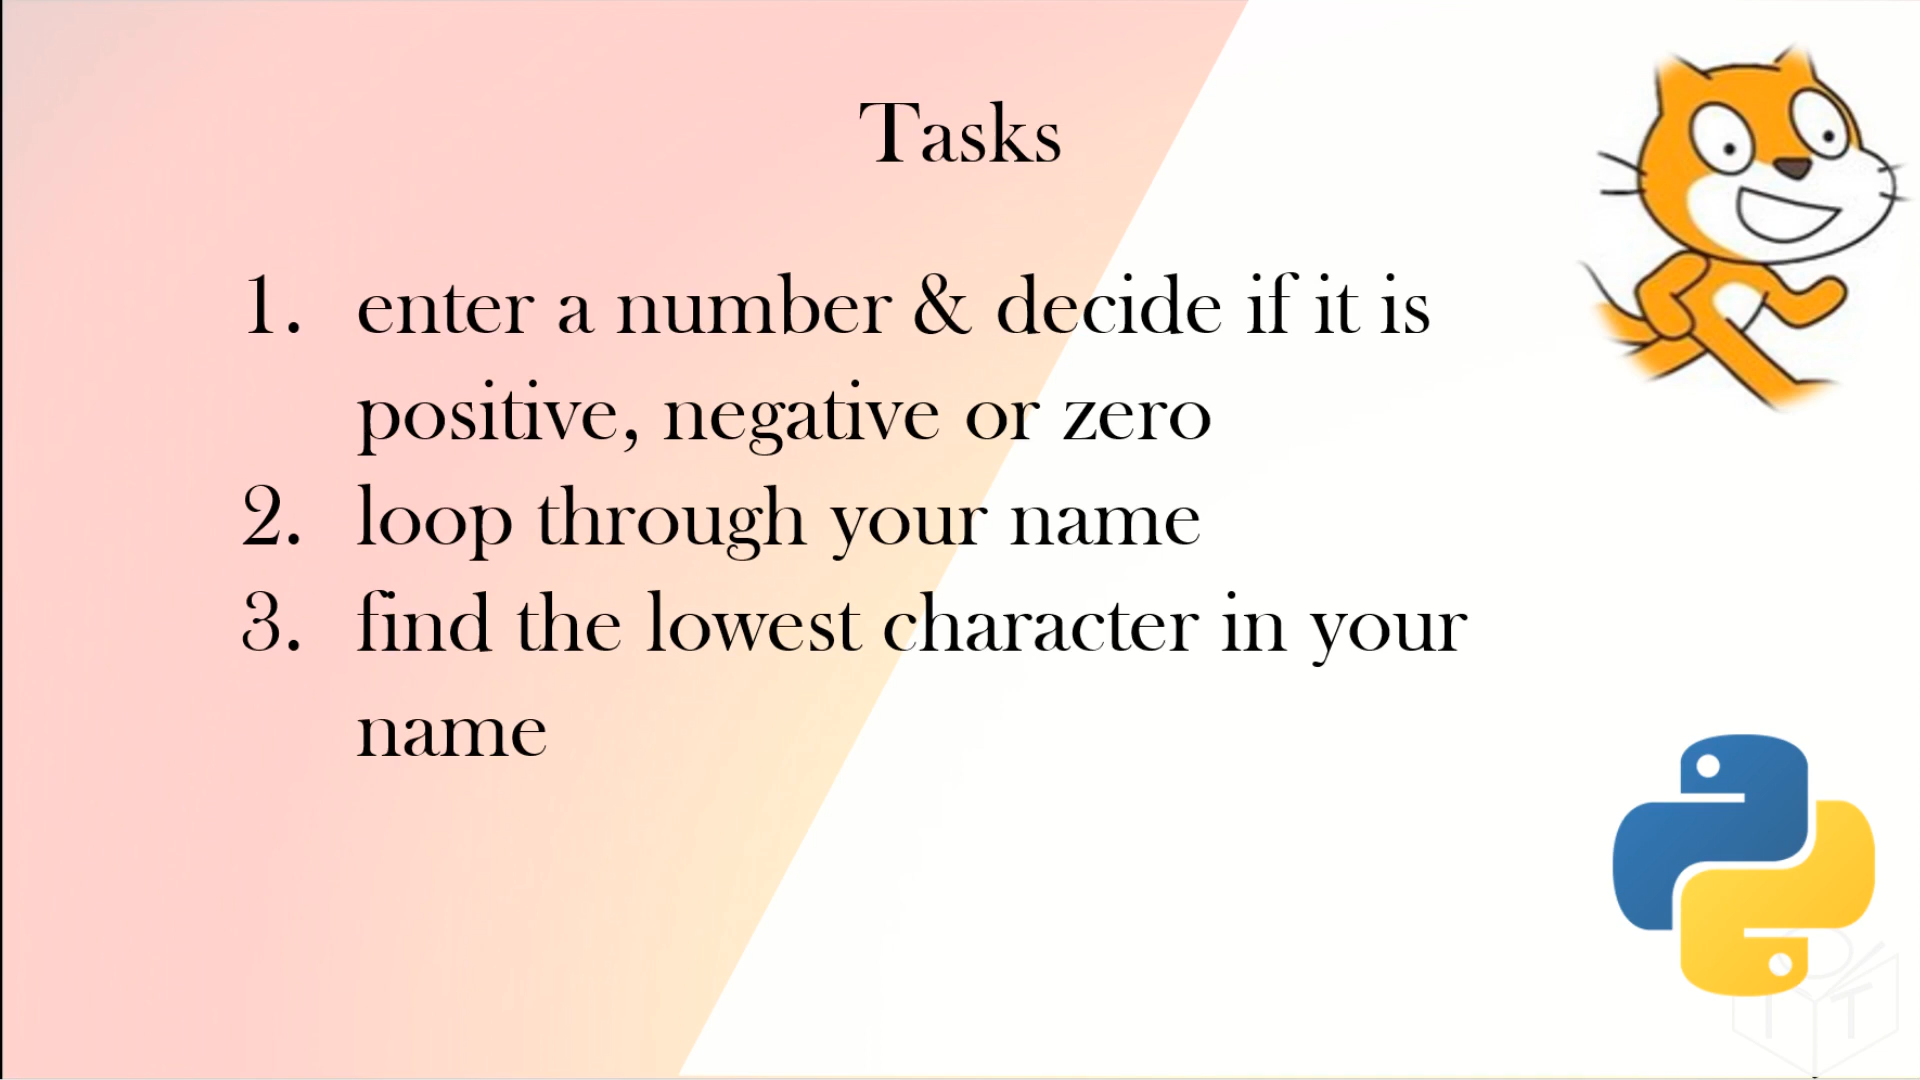 Tasks
1. enter a number & decide if it is
positive, negative or zero
2. loop through your name
3. find the lowest character in your
name